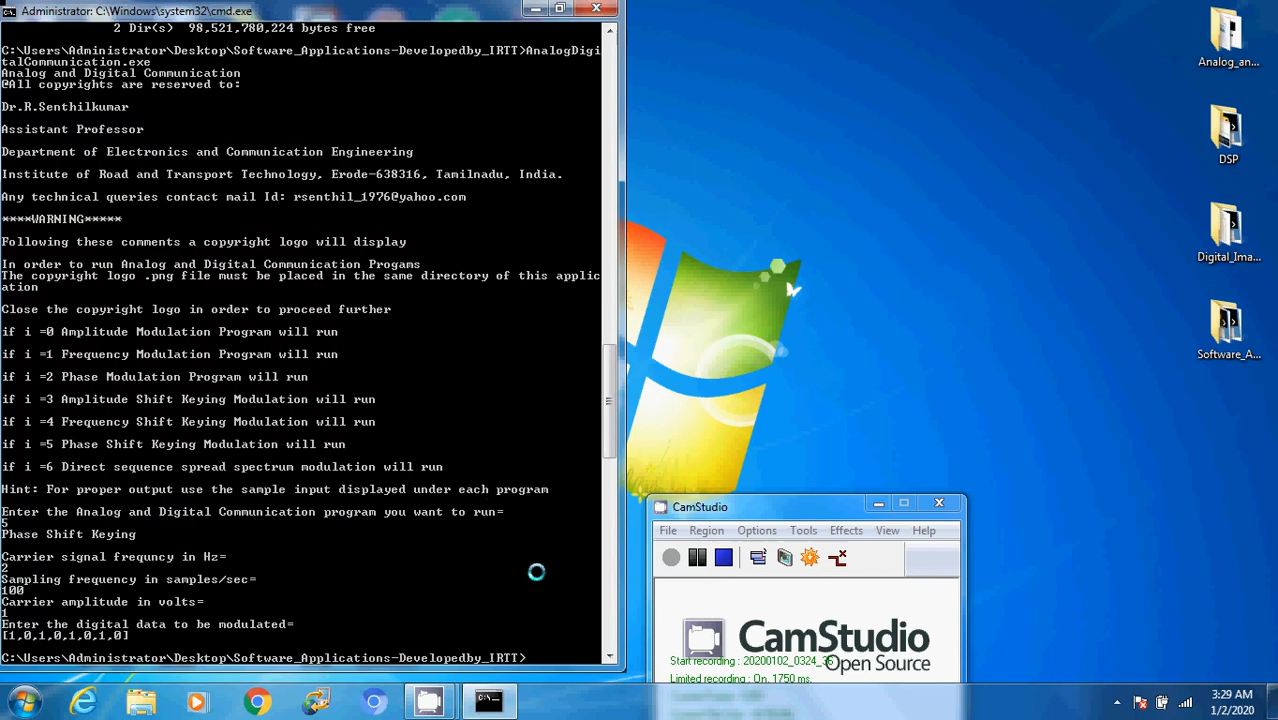 Administrator: C:\Windows\system32\cmd.exe
2 Dir(s)  98,521,780,224 bytes free
C:\Users\Administrator\Desktop\Software_Applications-Developedby_IRTT>AnalogDigi
talCommunication.exe
Analog and Digital Communication
@All copyrights are reserved to:
Dr.R.Senthilkumar
Assistant Professor
Department of Electronics and Communication Engineering
Institute of Road and Transport Technology, Erode-638316, Tamilnadu, India.
Any technical queries contact mail Id: rsenthil_1976@yahoo.com
****WARNING*****
Following these comments a copyright logo will display
In order to run Analog and Digital Communication Progams
The copyright logo .png file must be placed in the same directory of this applic
ation
Close the copyright logo in order to proceed further
if i =0 Amplitude Modulation Program will run
if i =1 Frequency Modulation Program will run
if i =2 Phase Modulation Program will run
if i =3 Amplitude Shift Keying Modulation will run
if i =4 Frequency Shift Keying Modulation will run
if i =5 Phase Shift Keying Modulation will run
if i =6 Direct sequence spread spectrum modulation will run
Hint: For proper output use the sample input displayed under each program
Enter the Analog and Digital Communication program you want to run=
5
Phase Shift Keying
Carrier signal frequncy in Hz=
2
Sampling frequency in samples/sec=
100
Carrier amplitude in volts=
1
Enter the digital data to be modulated=
[1,0,1,0,1,0,1,0]
C:\Users\Administrator\Desktop\Software_Applications-Developedby_IRTT>
Analog_an...
DSP
Digital_Ima...
Software_A...
CamStudio
File Region Options Tools Effects View Help
CamStudio
Open Source
Start recording : 20200102_0324_36
Limited recording : On, 1750 ms.
C:\.
3:29 AM
1/2/2020